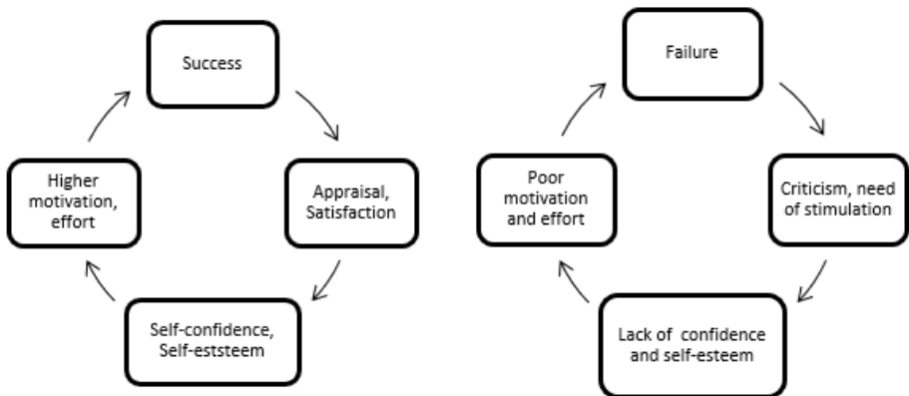 Success
Appraisal,
Satisfaction
Self-confidence,
Self-eststeem
Higher
motivation,
effort
Failure
Criticism, need
of stimulation
Lack of confidence
and self-esteem
Poor
motivation
and effort